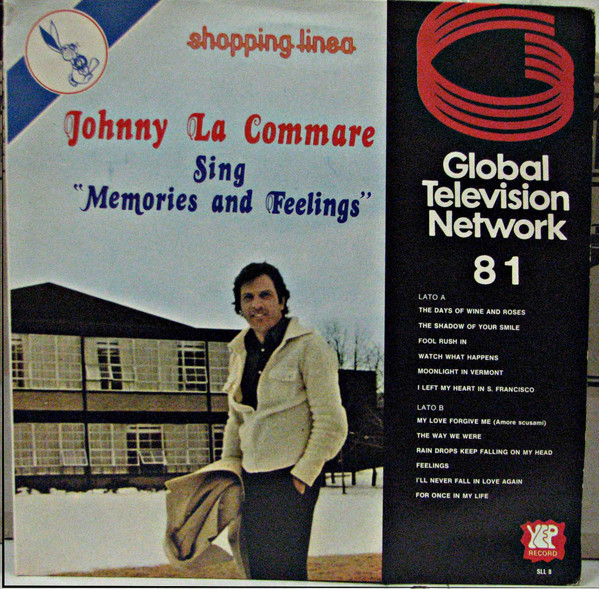 shopping linea
Johnny La Commare
Sing
"Memories and Feelings"
Global
Television
Network
81
LATO A
THE DAYS OF WINE AND ROSES
THE SHADOW OF YOUR SMILE
FOOL RUSH IN
WATCH WHAT HAPPENS
MOONLIGHT IN VERMONT
I LEFT MY HEART IN S. FRANCISCO
LATO B
MY LOVE FORGIVE ME (Amore scusami)
THE WAY WE WERE
RAIN DROPS KEEP FALLING ON MY HEAD
FEELINGS
I'LL NEVER FALL IN LOVE AGAIN
FOR ONCE IN MY LIFE
YEP
RECORD
SLL 8